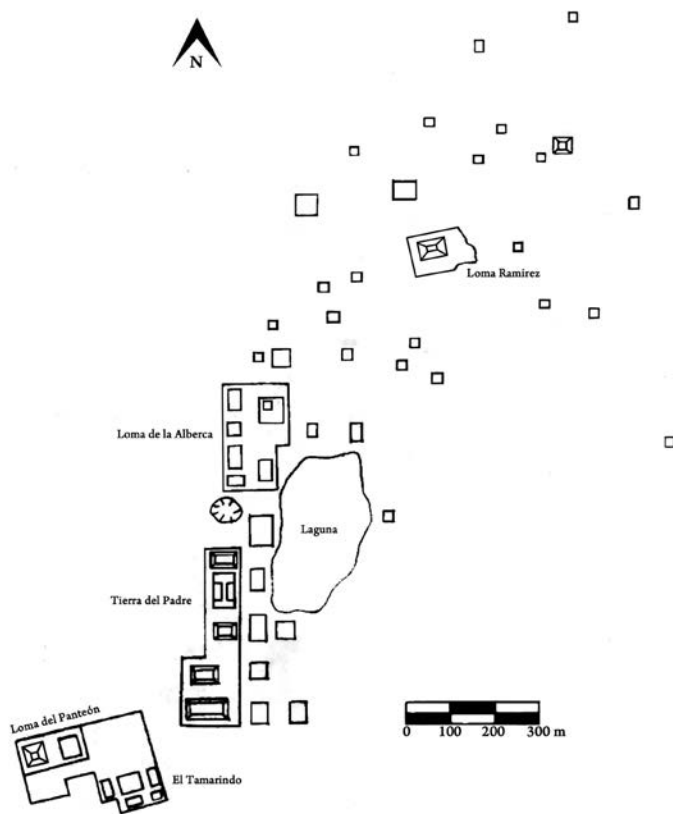 N
Loma Ramírez
Loma de la Alberca
Laguna
Tierra del Padre
Loma del Panteón
0 100 200 300 m
El Tamarindo